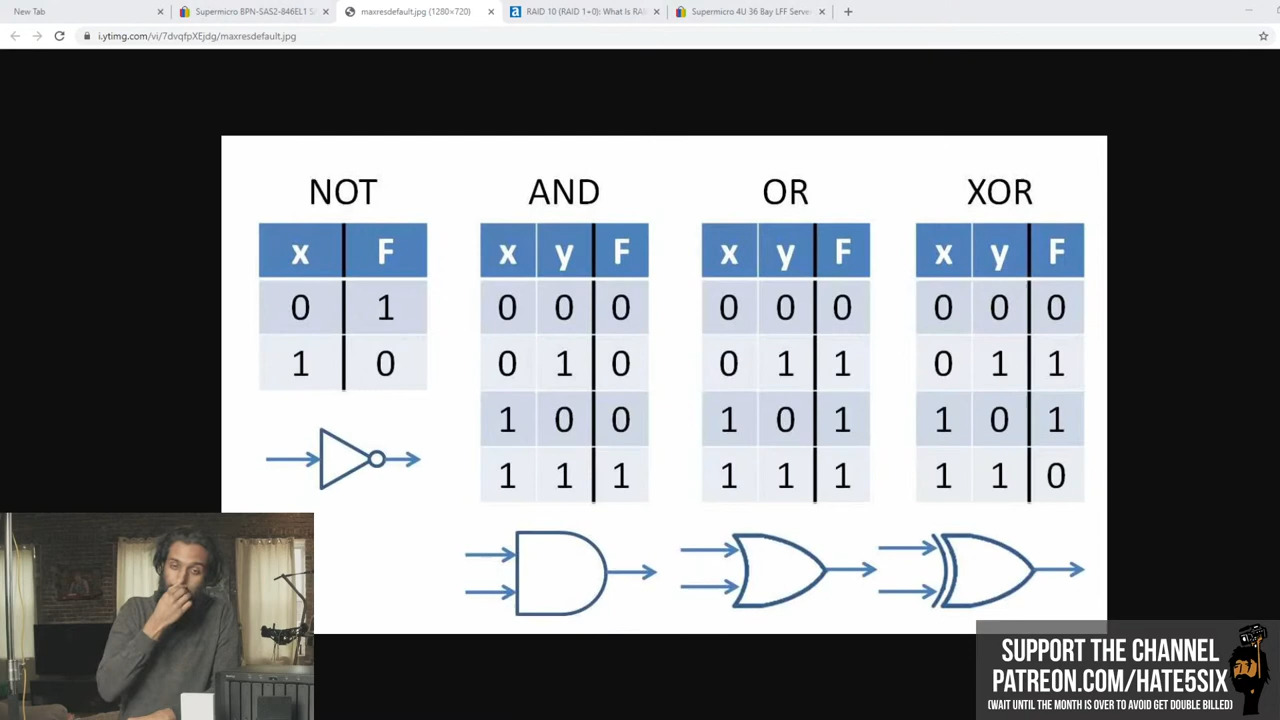 New Tab
Supermicro BPN-SAS2-846EL1 S
maxresdefault.jpg (1280×720)
RAID 10 (RAID 1+0): What Is RA
Supermicro 4U 36 Bay LFF Serve
i.ytimg.com/vi/7dvqfpXEjdg/maxresdefault.jpg
NOT AND OR XOR
x F x y F x y F x y F
0 1 0 0 0 0 0 0 0 0 0
1 0 0 1 0 0 1 1 0 1 1
1 0 0 1 0 1 1 0 1
1 1 1 1 1 1 1 1 0
SUPPORT THE CHANNEL
PATREON.COM/HATE5SIX
(WAIT UNTIL THE MONTH IS OVER TO AVOID GET DOUBLE BILLED)